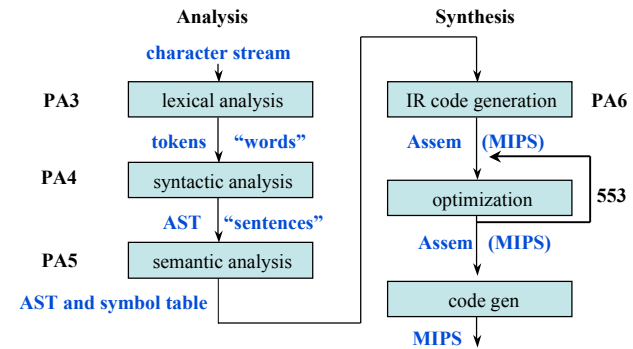 Analysis
character stream
PA3
lexical analysis
tokens “words”
PA4
syntactic analysis
AST “sentences”
PA5
semantic analysis
AST and symbol table
Synthesis
IR code generation
PA6
Assem (MIPS)
optimization
553
Assem (MIPS)
code gen
MIPS